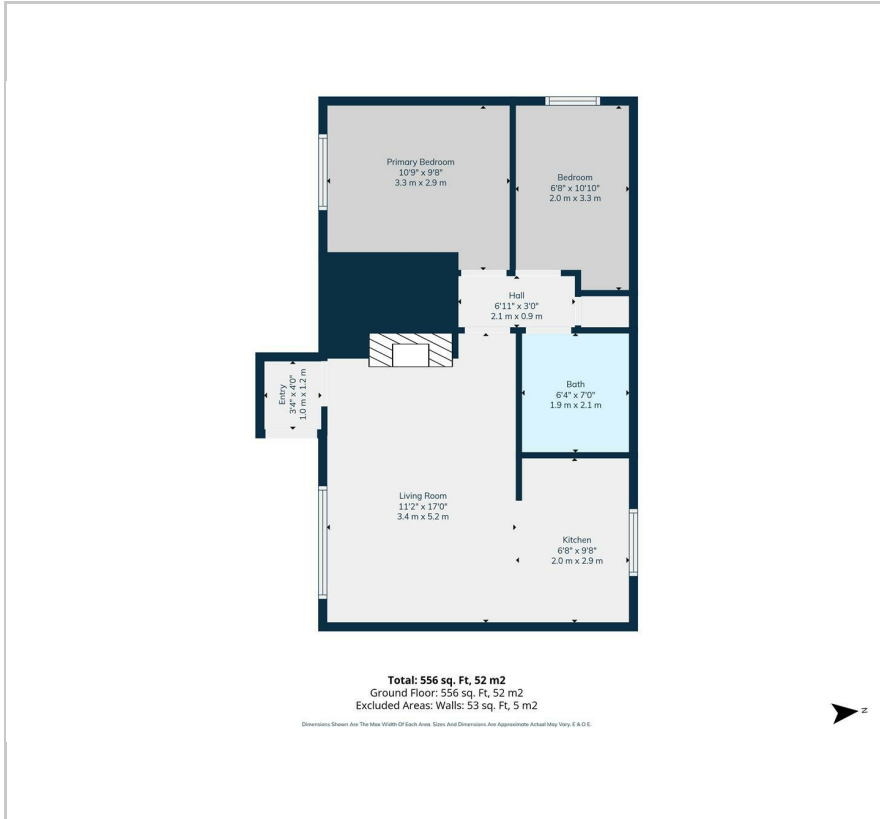 Primary Bedroom
10'9" x 9'8"
3.3 m x 2.9 m
Bedroom
6'8" x 10'10"
2.0 m x 3.3 m
Hall
6'11" x 3'0"
2.1 m x 0.9 m
Entry
3'4" x 4'0"
1.0 m x 1.2 m
Bath
6'4" x 7'0"
1.9 m x 2.1 m
Living Room
11'2" x 17'0"
3.4 m x 5.2 m
Kitchen
6'8" x 9'8"
2.0 m x 2.9 m
Total: 556 sq. Ft, 52 m2
Ground Floor: 556 sq. Ft, 52 m2
Excluded Areas: Walls: 53 sq. Ft, 5 m2
Dimensions Shown Are The Max Width Of Each Area. Sizes And Dimensions Are Approximate Actual May Vary. E & O E.
N